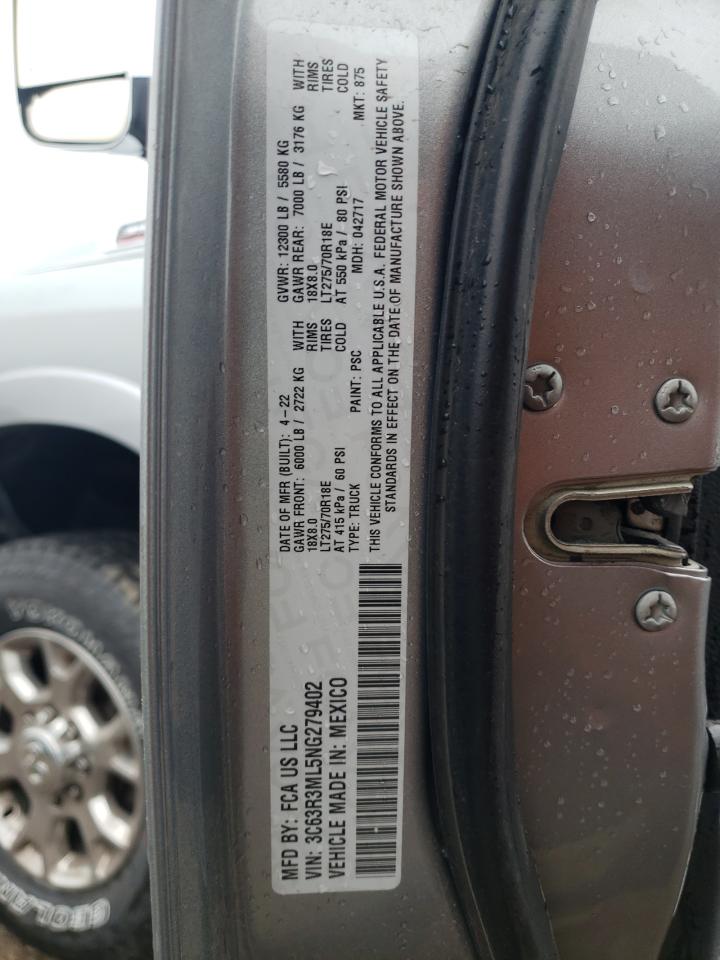 MFD BY: FCA US LLC
VIN: 3C63R3ML5NG279402
VEHICLE MADE IN: MEXICO
DATE OF MFR (BUILT): 4-22
GVWR: 12300 LB / 5580 KG
GAWR FRONT: 6000 LB / 2722 KG WITH
GAWR REAR: 7000 LB / 3176 KG WITH
18X8.0 RIMS
18X8.0 RIMS
LT275/70R18E TIRES
LT275/70R18E TIRES
AT 415 kPa / 60 PSI COLD
AT 550 kPa / 80 PSI COLD
TYPE: TRUCK PAINT: PSC MDH: 042717 MKT: 875
THIS VEHICLE CONFORMS TO ALL APPLICABLE U.S.A. FEDERAL MOTOR VEHICLE SAFETY
STANDARDS IN EFFECT ON THE DATE OF MANUFACTURE SHOWN ABOVE.